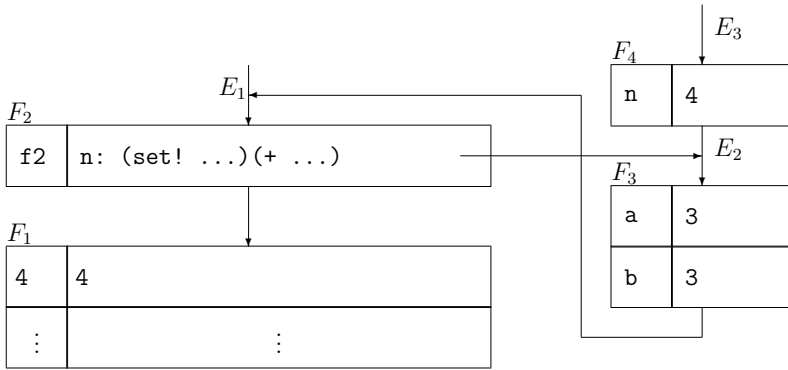 E₃
F₄
n 4
E₁
F₂
f2 n: (set! ...)(+ ...)
E₂
F₃
a 3
b 3
F₁
4 4
⋮ ⋮